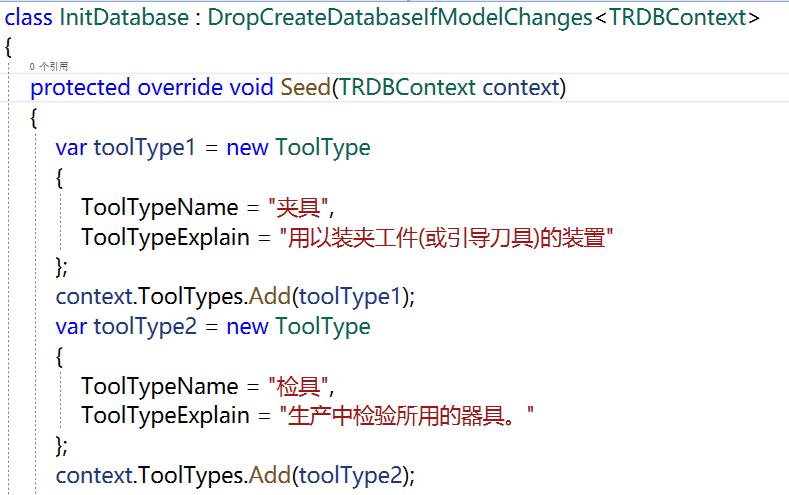 class InitDatabase : DropCreateDatabaseIfModelChanges<TRDBContext>
{
0 个引用
protected override void Seed(TRDBContext context)
{
var toolType1 = new ToolType
{
ToolTypeName = "夹具",
ToolTypeExplain = "用以装夹工件(或引导刀具)的装置"
};
context.ToolTypes.Add(toolType1);
var toolType2 = new ToolType
{
ToolTypeName = "检具",
ToolTypeExplain = "生产中检验所用的器具。"
};
context.ToolTypes.Add(toolType2);